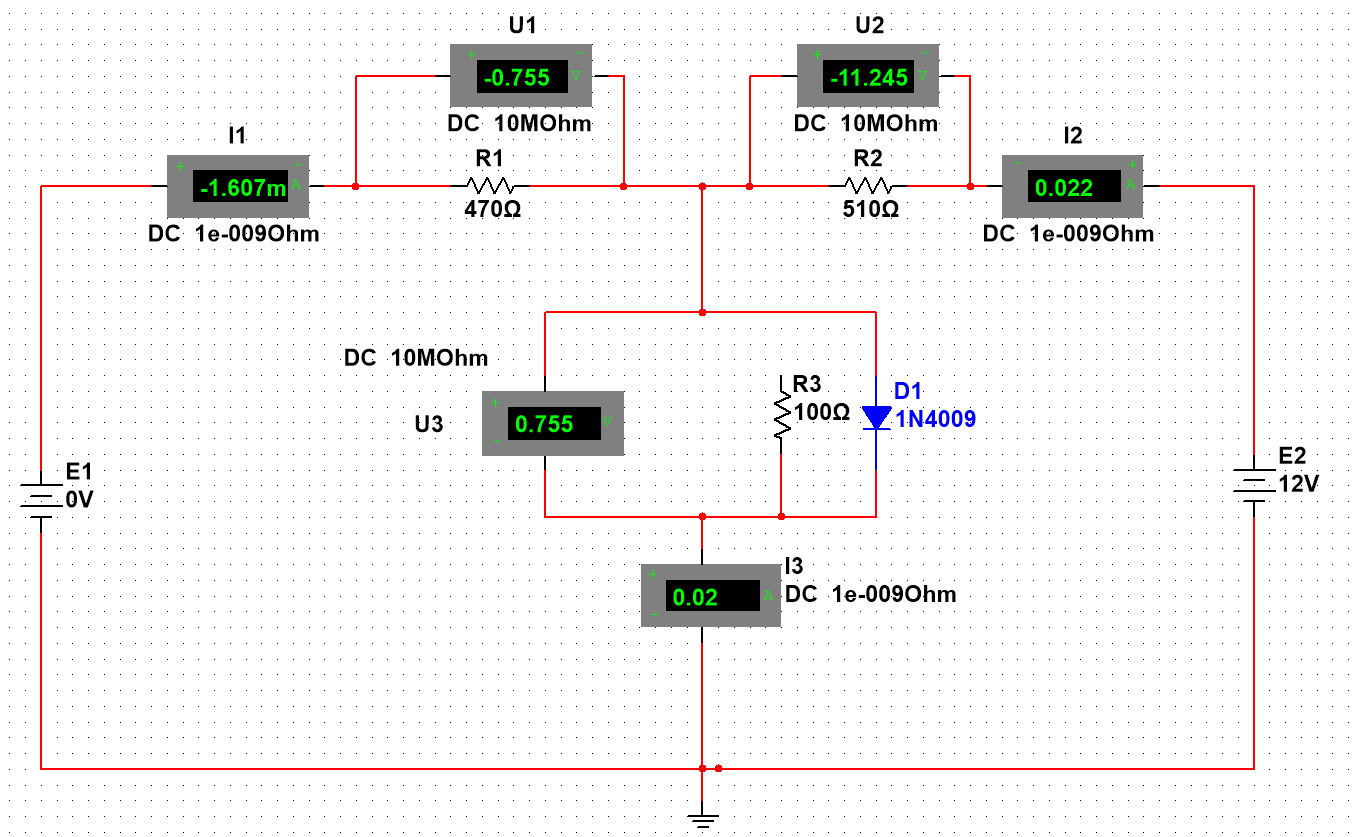 U1
-0.755 V
DC 10MOhm
U2
-11.245 V
DC 10MOhm
I1
-1.607m A
DC 1e-009Ohm
R1
470Ω
R2
510Ω
I2
0.022 A
DC 1e-009Ohm
DC 10MOhm
U3
0.755 V
R3
100Ω
D1
1N4009
E1
0V
E2
12V
I3
0.02 A
DC 1e-009Ohm